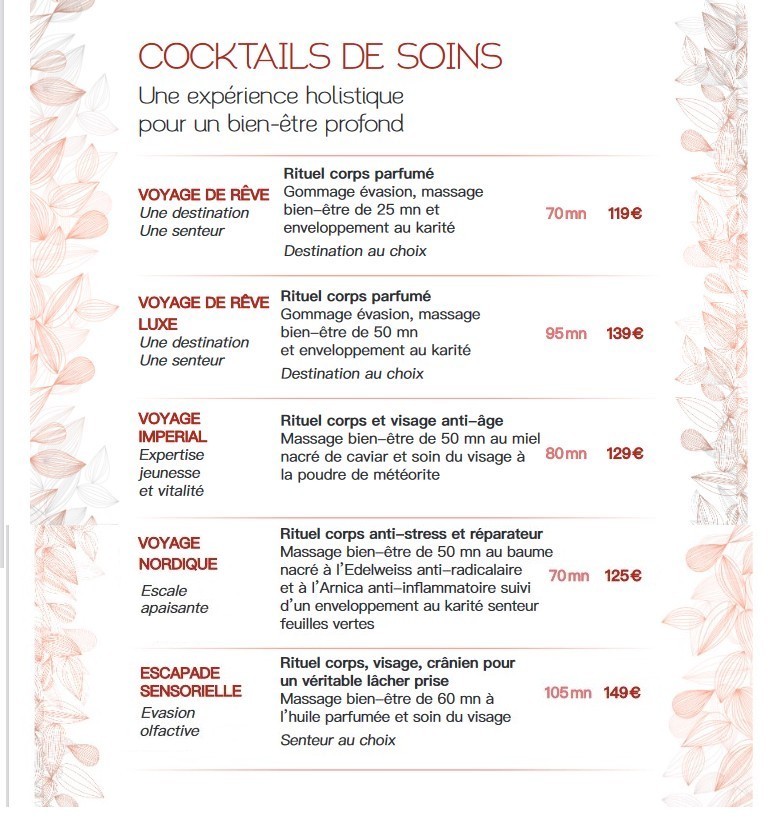 COCKTAILS DE SOINS
Une expérience holistique
pour un bien-être profond
VOYAGE DE RÊVE
Une destination
Une senteur
Rituel corps parfumé
Gommage évasion, massage
bien-être de 25 mn et
enveloppement au karité
Destination au choix
70mn 119€
VOYAGE DE RÊVE
LUXE
Une destination
Une senteur
Rituel corps parfumé
Gommage évasion, massage
bien-être de 50 mn
et enveloppement au karité
Destination au choix
95mn 139€
VOYAGE
IMPERIAL
Expertise
jeunesse
et vitalité
Rituel corps et visage anti-âge
Massage bien-être de 50 mn au miel
nacré de caviar et soin du visage à
la poudre de météorite
80mn 129€
VOYAGE
NORDIQUE
Escale
apaisante
Rituel corps anti-stress et réparateur
Massage bien-être de 50 mn au baume
nacré à l'Edelweiss anti-radicalaire
et à l'Arnica anti-inflammatoire suivi
d'un enveloppement au karité senteur
feuilles vertes
70mn 125€
ESCAPADE
SENSORIELLE
Evasion
olfactive
Rituel corps, visage, crânien pour
un véritable lâcher prise
Massage bien-être de 60 mn à
l'huile parfumée et soin du visage
Senteur au choix
105mn 149€